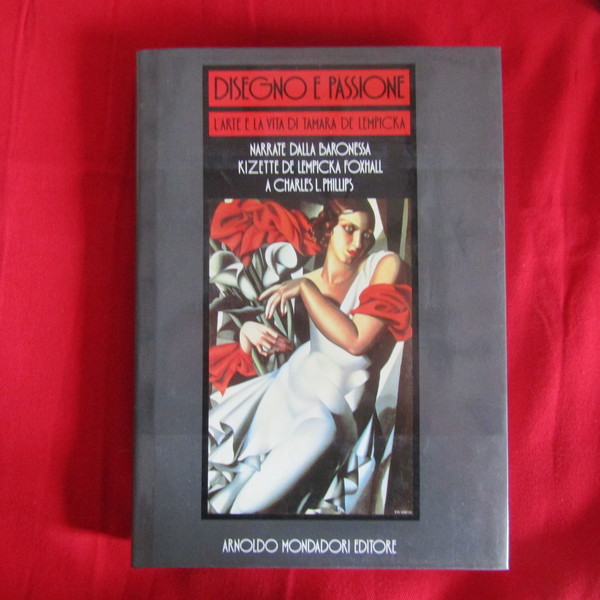 DISEGNO E PASSIONE
L'ARTE E LA VITA DI TAMARA DE LEMPICKA
NARRATE DALLA BARONESSA
KIZETTE DE LEMPICKA FOXHALL
A CHARLES L. PHILLIPS
ARNOLDO MONDADORI EDITORE